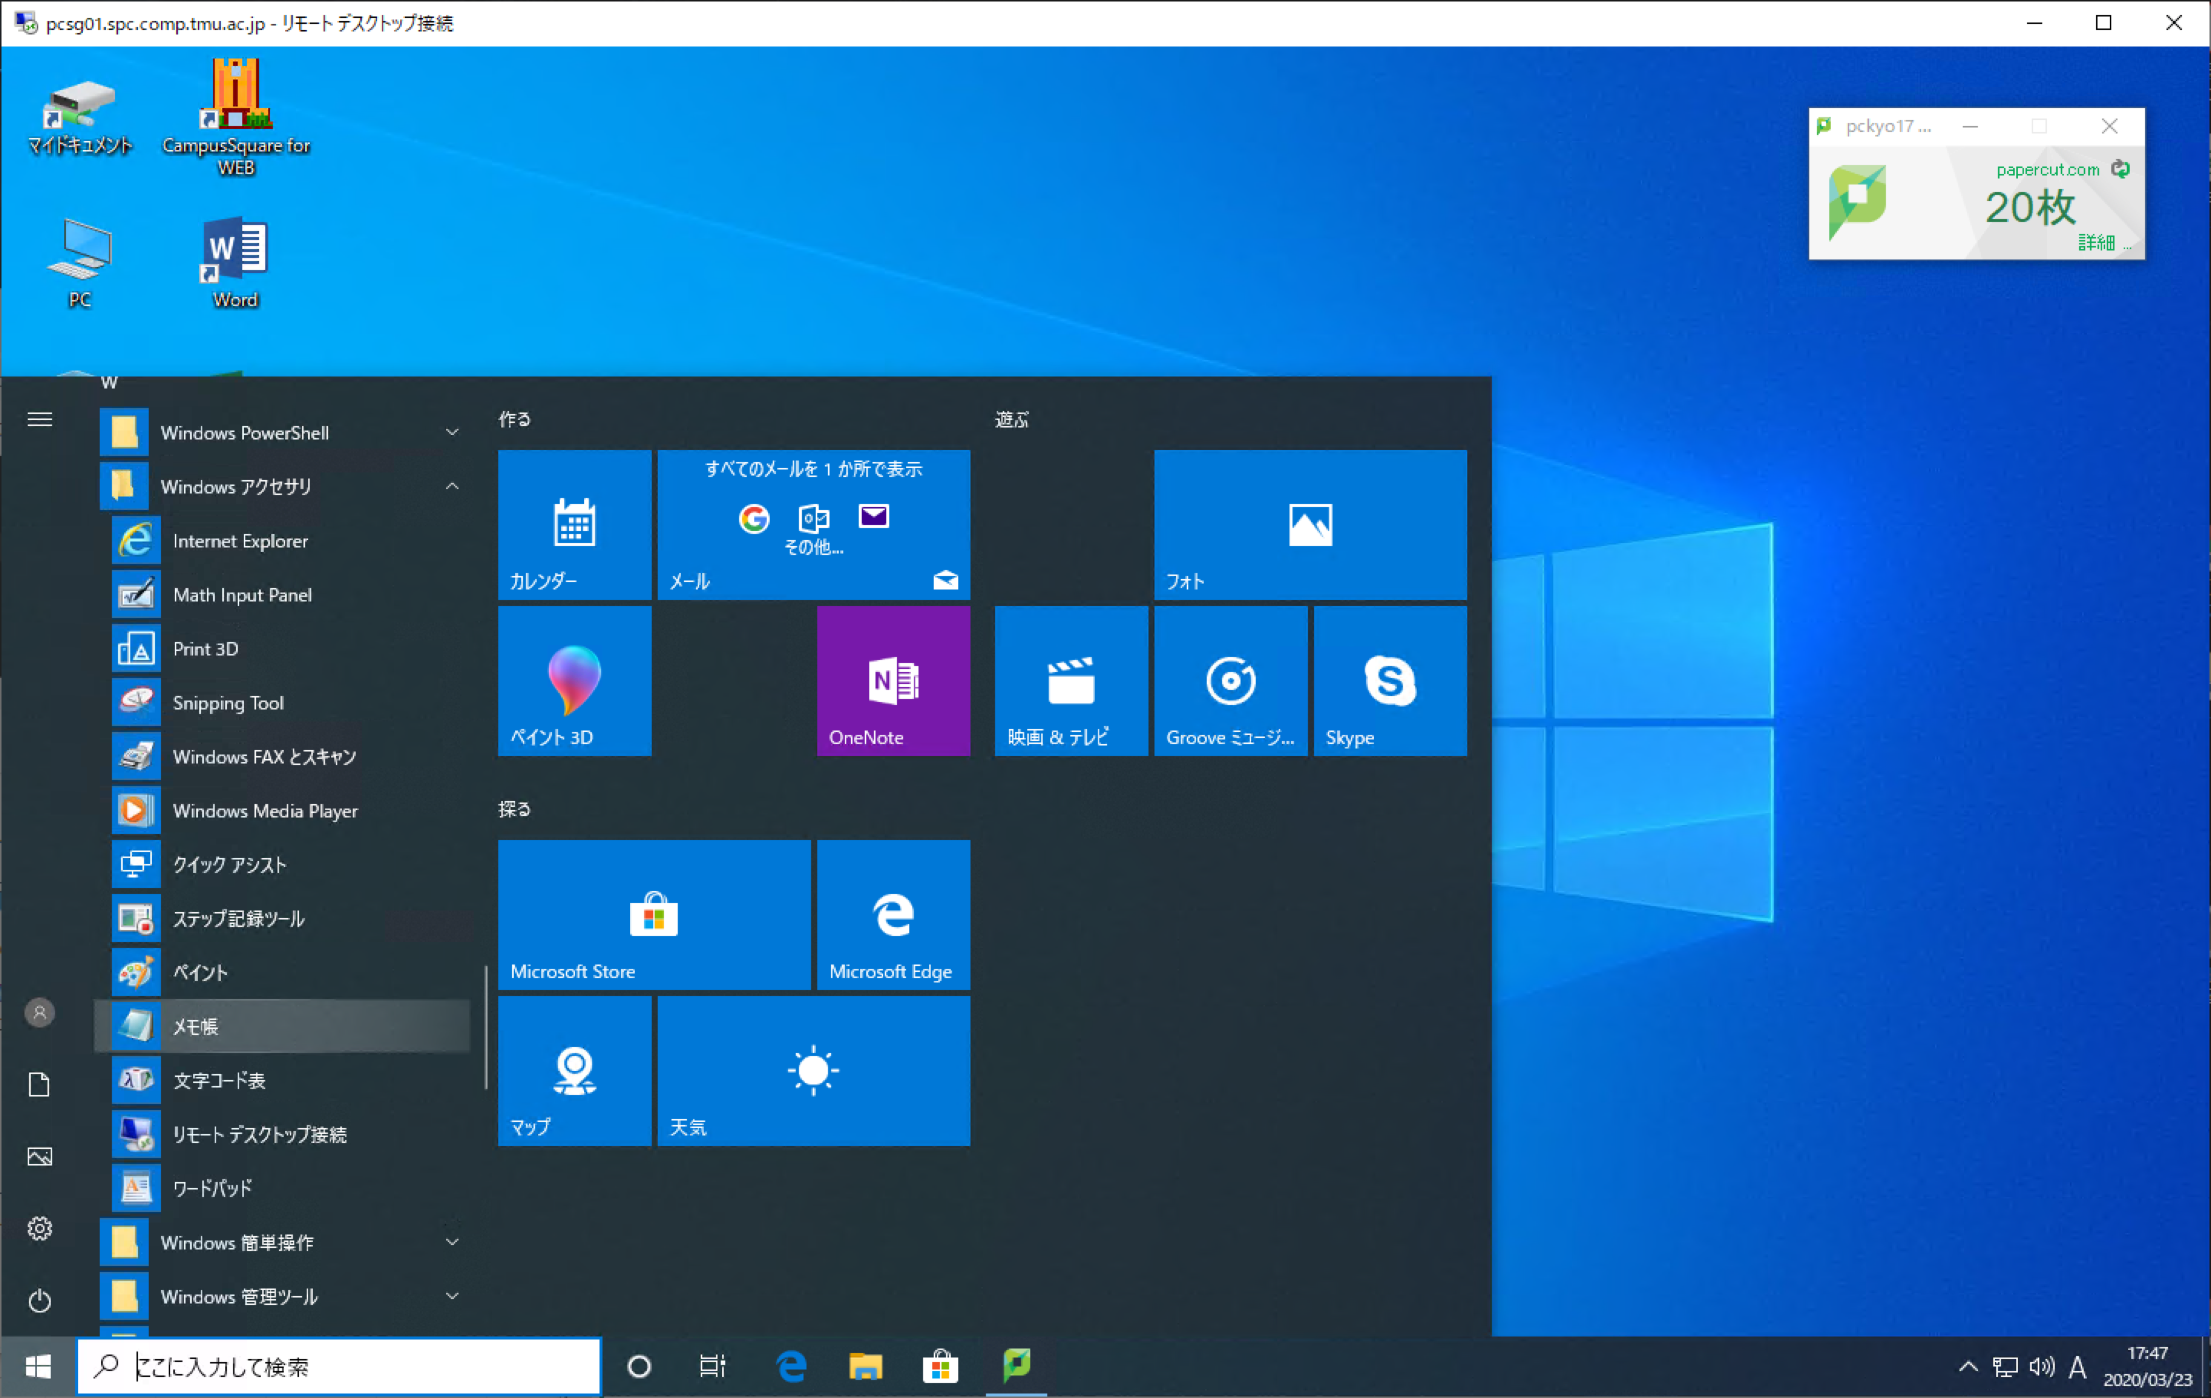 pcsg01.spc.comp.tmu.ac.jp - リモート デスクトップ接続
マイドキュメント
CampusSquare for
WEB
PC
Word
pckyo17 ...
papercut.com
20枚
詳細 ...
W
Windows PowerShell
Windows アクセサリ
Internet Explorer
Math Input Panel
Print 3D
Snipping Tool
Windows FAX とスキャン
Windows Media Player
クイック アシスト
ステップ記録ツール
ペイント
メモ帳
文字コード表
リモート デスクトップ接続
ワードパッド
Windows 簡単操作
Windows 管理ツール
作る
カレンダー
すべてのメールを 1 か所で表示
その他...
メール
ペイント 3D
OneNote
遊ぶ
フォト
映画 & テレビ
Groove ミュージ...
Skype
探る
Microsoft Store
Microsoft Edge
マップ
天気
ここに入力して検索
A
17:47
2020/03/23